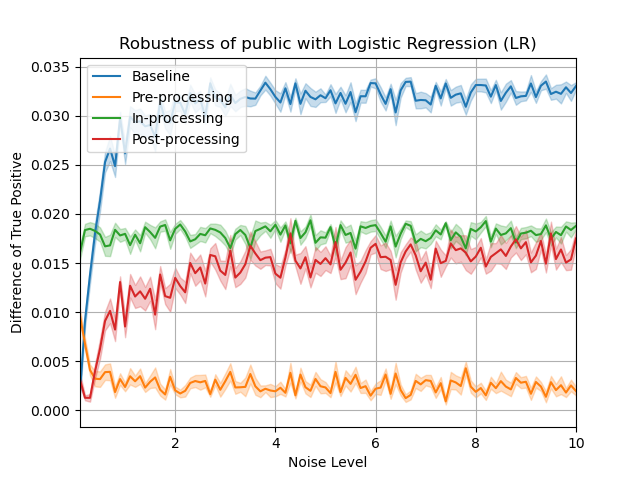 Robustness of public with Logistic Regression (LR)
Baseline
Pre-processing
In-processing
Post-processing
Difference of True Positive
0.035
0.030
0.025
0.020
0.015
0.010
0.005
0.000
2
4
6
8
10
Noise Level